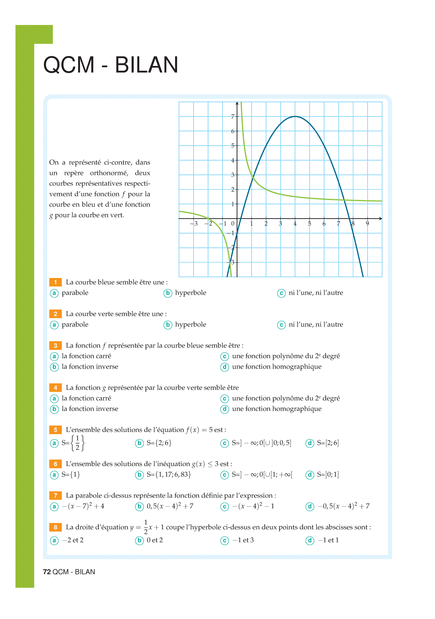 QCM - BILAN
On a représenté ci-contre, dans
un repère orthonormé, deux
courbes représentatives respecti-
vement d'une fonction f pour la
courbe en bleu et d'une fonction
g pour la courbe en vert.
7
6
5
4
3
2
1
−3 −2 −1 0 1 2 3 4 5 6 7 8 9
−1
1 La courbe bleue semble être une :
a parabole b hyperbole c ni l'une, ni l'autre
2 La courbe verte semble être une :
a parabole b hyperbole c ni l'une, ni l'autre
3 La fonction f représentée par la courbe bleue semble être :
a la fonction carré c une fonction polynôme du 2e degré
b la fonction inverse d une fonction homographique
4 La fonction g représentée par la courbe verte semble être
a la fonction carré c une fonction polynôme du 2e degré
b la fonction inverse d une fonction homographique
5 L'ensemble des solutions de l'équation f(x) = 5 est :
a S={1/2} b S={2;6} c S=]−∞;0[∪]0;0,5[ d S=[2;6]
6 L'ensemble des solutions de l'inéquation g(x) ≤ 3 est :
a S={1} b S={1,17;6,83} c S=]−∞;0[∪[1;+∞[ d S=]0;1]
7 La parabole ci-dessus représente la fonction définie par l'expression :
a −(x − 7)² + 4 b 0,5(x − 4)² + 7 c −(x − 4)² − 1 d −0,5(x − 4)² + 7
8 La droite d'équation y = 1/2 x + 1 coupe l'hyperbole ci-dessus en deux points dont les abscisses sont :
a −2 et 2 b 0 et 2 c −1 et 3 d −1 et 1
72 QCM - BILAN